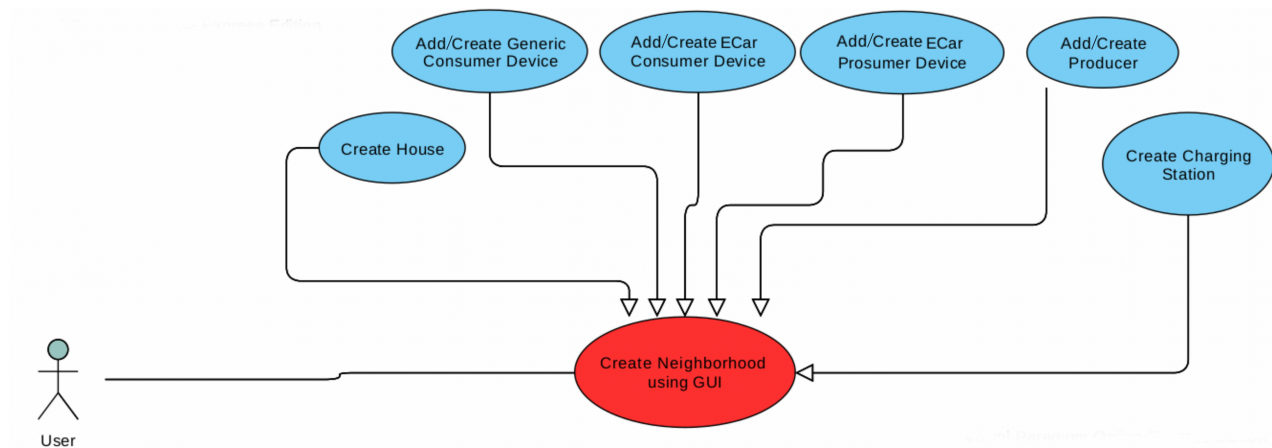 Add/Create Generic
Consumer Device
Add/Create ECar
Consumer Device
Add/Create ECar
Prosumer Device
Add/Create
Producer
Create House
Create Charging
Station
Create Neighborhood
using GUI
User